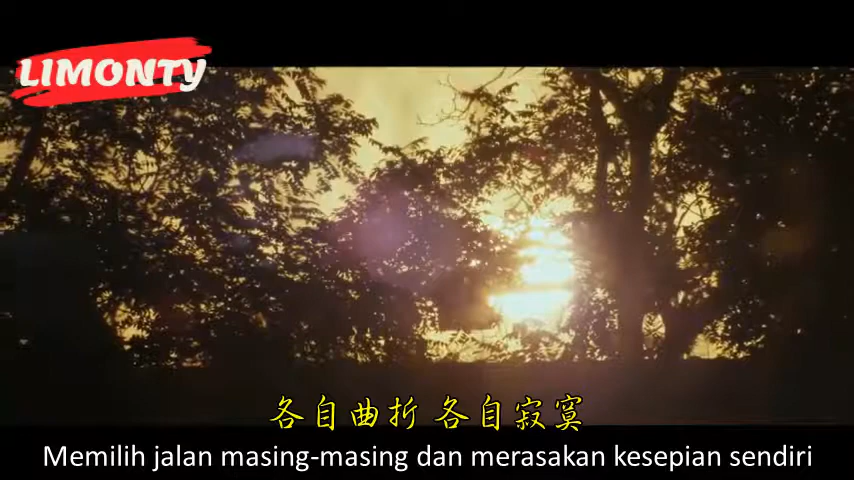 LIMONTY
各自曲折 各自寂寞
Memilih jalan masing-masing dan merasakan kesepian sendiri